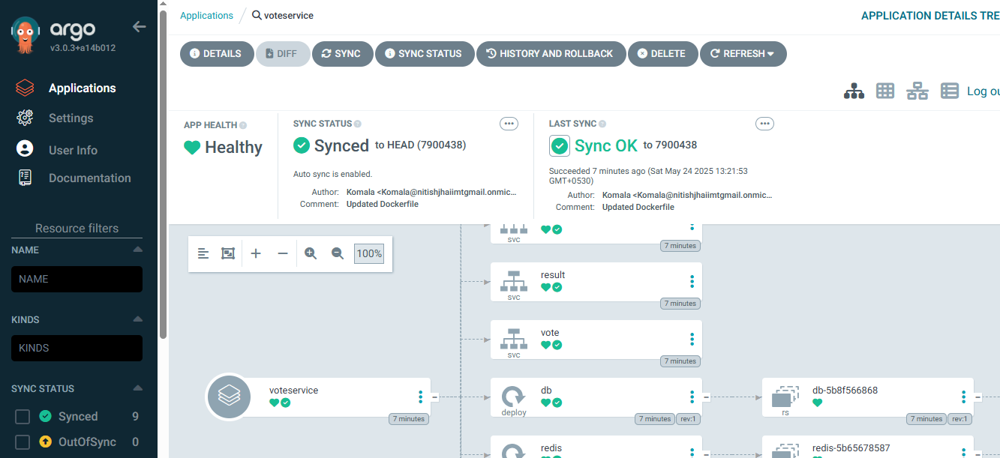 argo
v3.0.3+a14b012
Applications
Settings
User Info
Documentation
Resource filters
NAME
NAME
KINDS
KINDS
SYNC STATUS
Synced 9
OutOfSync 0
Applications / voteservice
APPLICATION DETAILS TRE
DETAILS DIFF SYNC SYNC STATUS HISTORY AND ROLLBACK DELETE REFRESH
Log ou
APP HEALTH
Healthy
SYNC STATUS
Synced to HEAD (7900438)
Auto sync is enabled.
Author: Komala <Komala@nitishjhaiimtgmail.onmic...
Comment: Updated Dockerfile
LAST SYNC
Sync OK to 7900438
Succeeded 7 minutes ago (Sat May 24 2025 13:21:53
GMT+0530)
Author: Komala <Komala@nitishjhaiimtgmail.onmic...
Comment: Updated Dockerfile
100%
svc
7 minutes
result
svc
7 minutes
vote
svc
7 minutes
voteservice
7 minutes
db
deploy
7 minutes rev:1
db-5b8f566868
rs
7 minutes rev:1
redis
redis-5b65678587